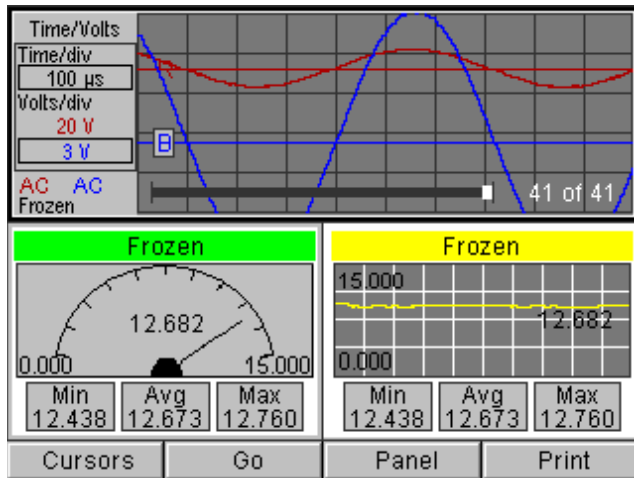 Time/Volts
Time/div
100 µs
Volts/div
20 V
3 V
AC AC
Frozen
B
41 of 41
Frozen
12.682
0.000
15.000
Min
12.438
Avg
12.673
Max
12.760
Frozen
15.000
12.682
0.000
Min
12.438
Avg
12.673
Max
12.760
Cursors
Go
Panel
Print